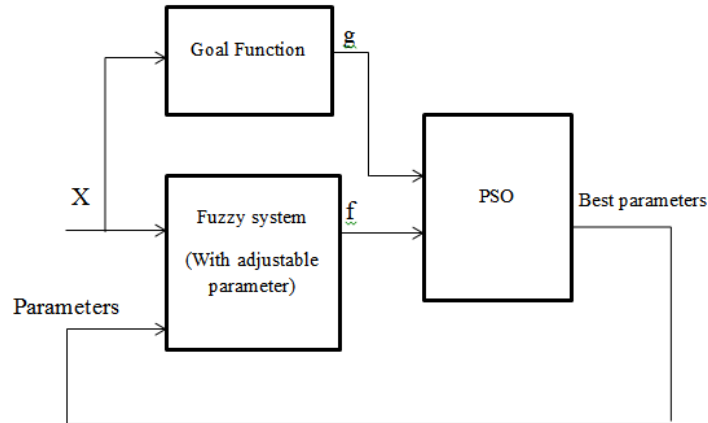 Goal Function
g
X
Fuzzy system
(With adjustable
parameter)
f
PSO
Best parameters
Parameters